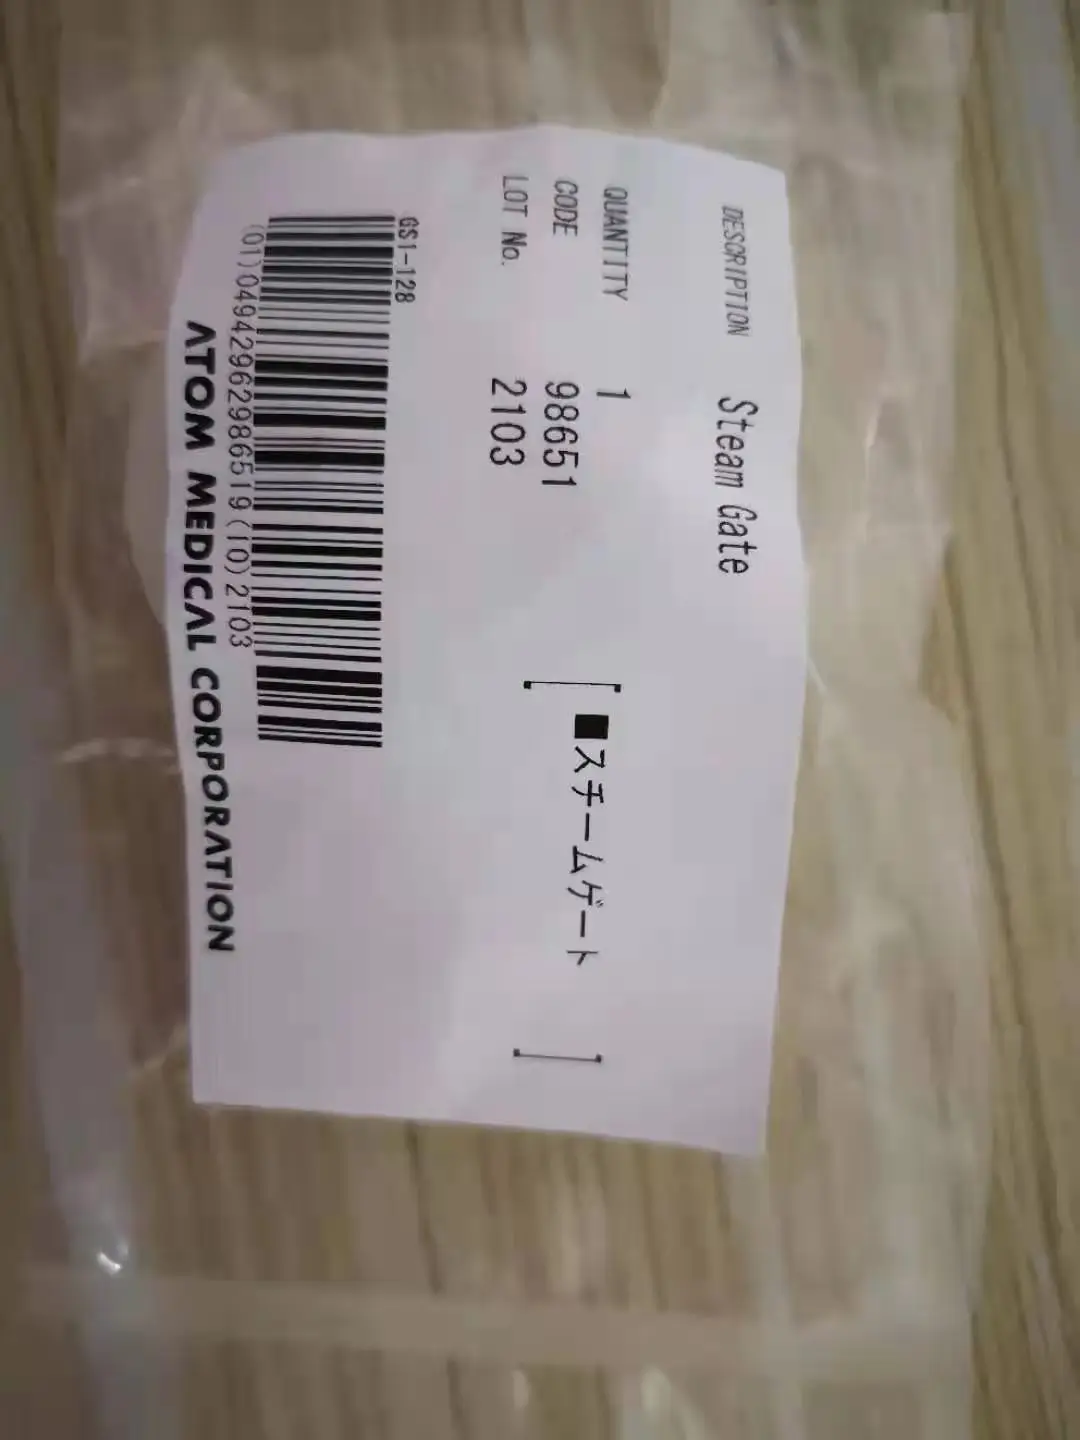 DESCRIPTION Steam Gate
QUANTITY 1
CODE 98651
LOT No. 2103
[ ■スチームゲート ]
GS1-128
(01)04942962986519(10)2103
ATOM MEDICAL CORPORATION